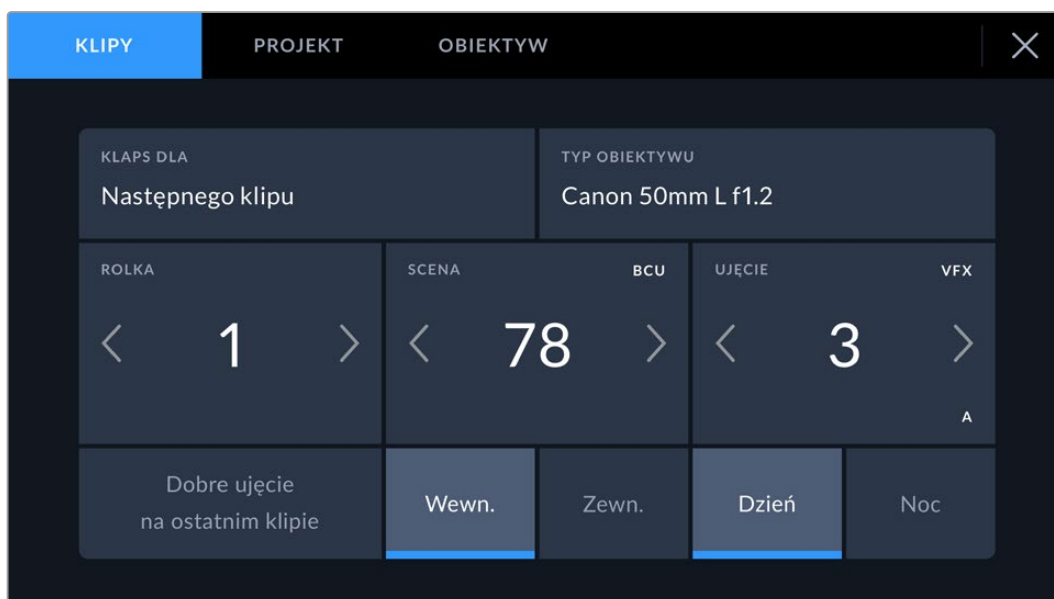 KLIPY PROJEKT OBIEKTYW
KLAPS DLA
Następnego klipu
TYP OBIEKTYWU
Canon 50mm L f1.2
ROLKA
1
SCENA BCU
78
UJĘCIE VFX
3
A
Dobre ujęcie
na ostatnim klipie
Wewn.
Zewn.
Dzień
Noc